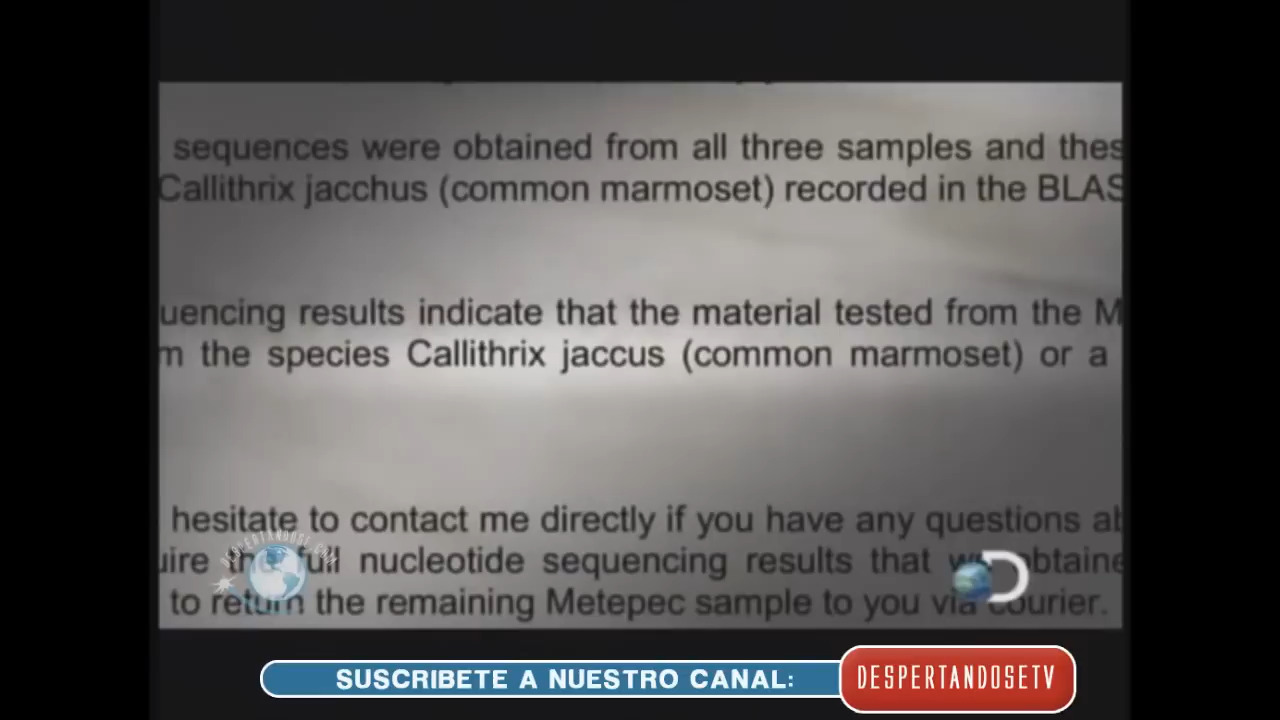 sequences were obtained from all three samples and thes
Callithrix jacchus (common marmoset) recorded in the BLAS
uencing results indicate that the material tested from the M
m the species Callithrix jaccus (common marmoset) or a
hesitate to contact me directly if you have any questions ab
uire the full nucleotide sequencing results that we obtaine
to return the remaining Metepec sample to you via courier.
DESPERTANDOSE.COM
SUSCRIBETE A NUESTRO CANAL:
DESPERTANDOSETV